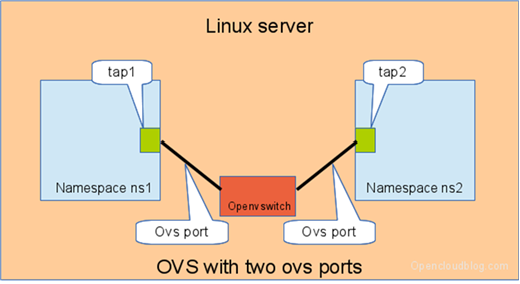 Linux server
tap1
tap2
Namespace ns1
Namespace ns2
Openvswitch
Ovs port
Ovs port
OVS with two ovs ports
Opencloudblog.com